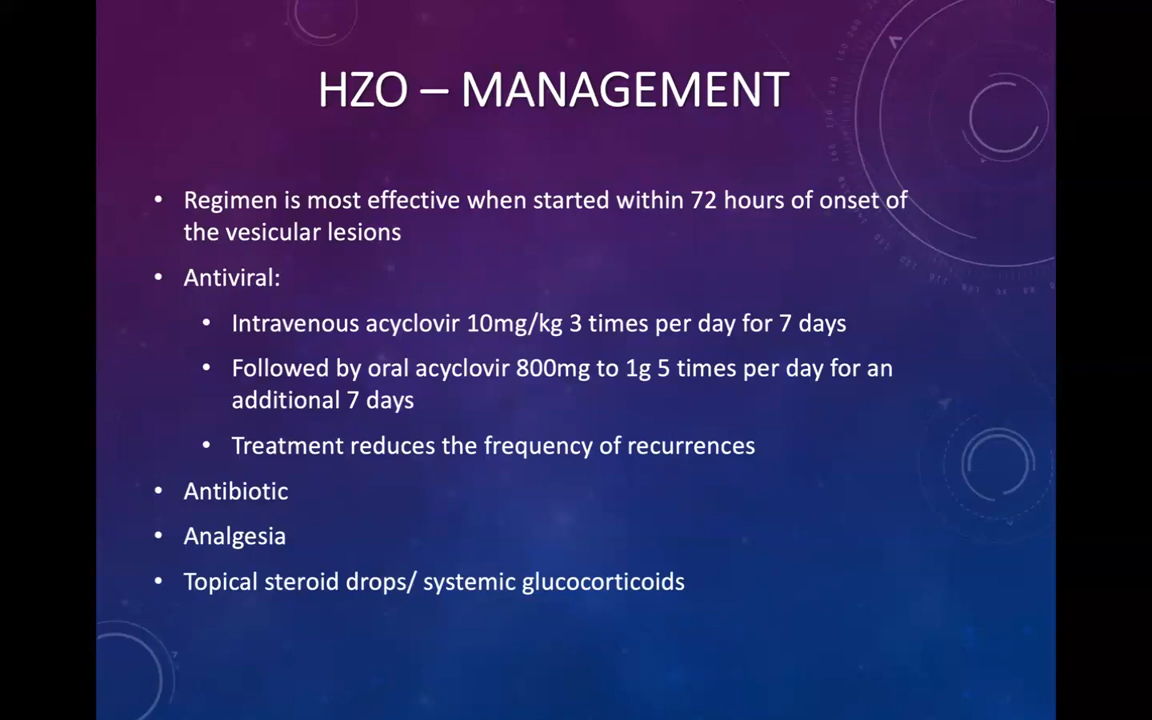 HZO – MANAGEMENT
• Regimen is most effective when started within 72 hours of onset of
the vesicular lesions
• Antiviral:
• Intravenous acyclovir 10mg/kg 3 times per day for 7 days
• Followed by oral acyclovir 800mg to 1g 5 times per day for an
additional 7 days
• Treatment reduces the frequency of recurrences
• Antibiotic
• Analgesia
• Topical steroid drops/ systemic glucocorticoids